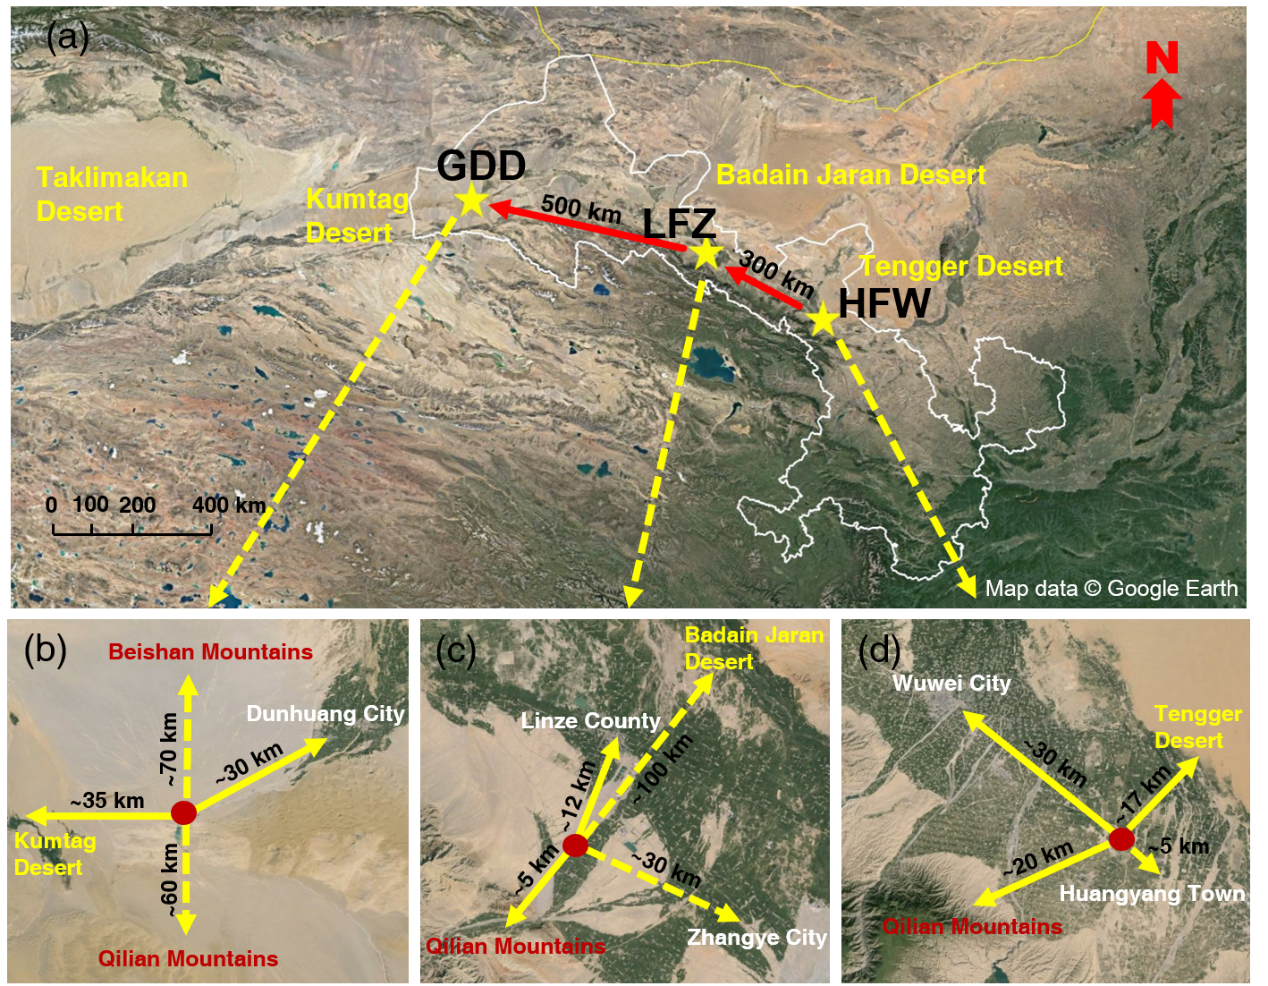 (a)
N
Taklimakan
Desert
GDD
Kumtag
Desert
500 km
LFZ
Badain Jaran Desert
300 km
Tengger Desert
HFW
0 100 200 400 km
Map data © Google Earth
(b)
Beishan Mountains
Dunhuang City
~70 km
~30 km
~35 km
Kumtag
Desert
~60 km
Qilian Mountains
(c)
Badain Jaran
Desert
Linze County
~12 km
~100 km
~5 km
~30 km
Qilian Mountains
Zhangye City
(d)
Wuwei City
Tengger
Desert
~30 km
~17 km
~20 km
~5 km
Huangyang Town
Qilian Mountains